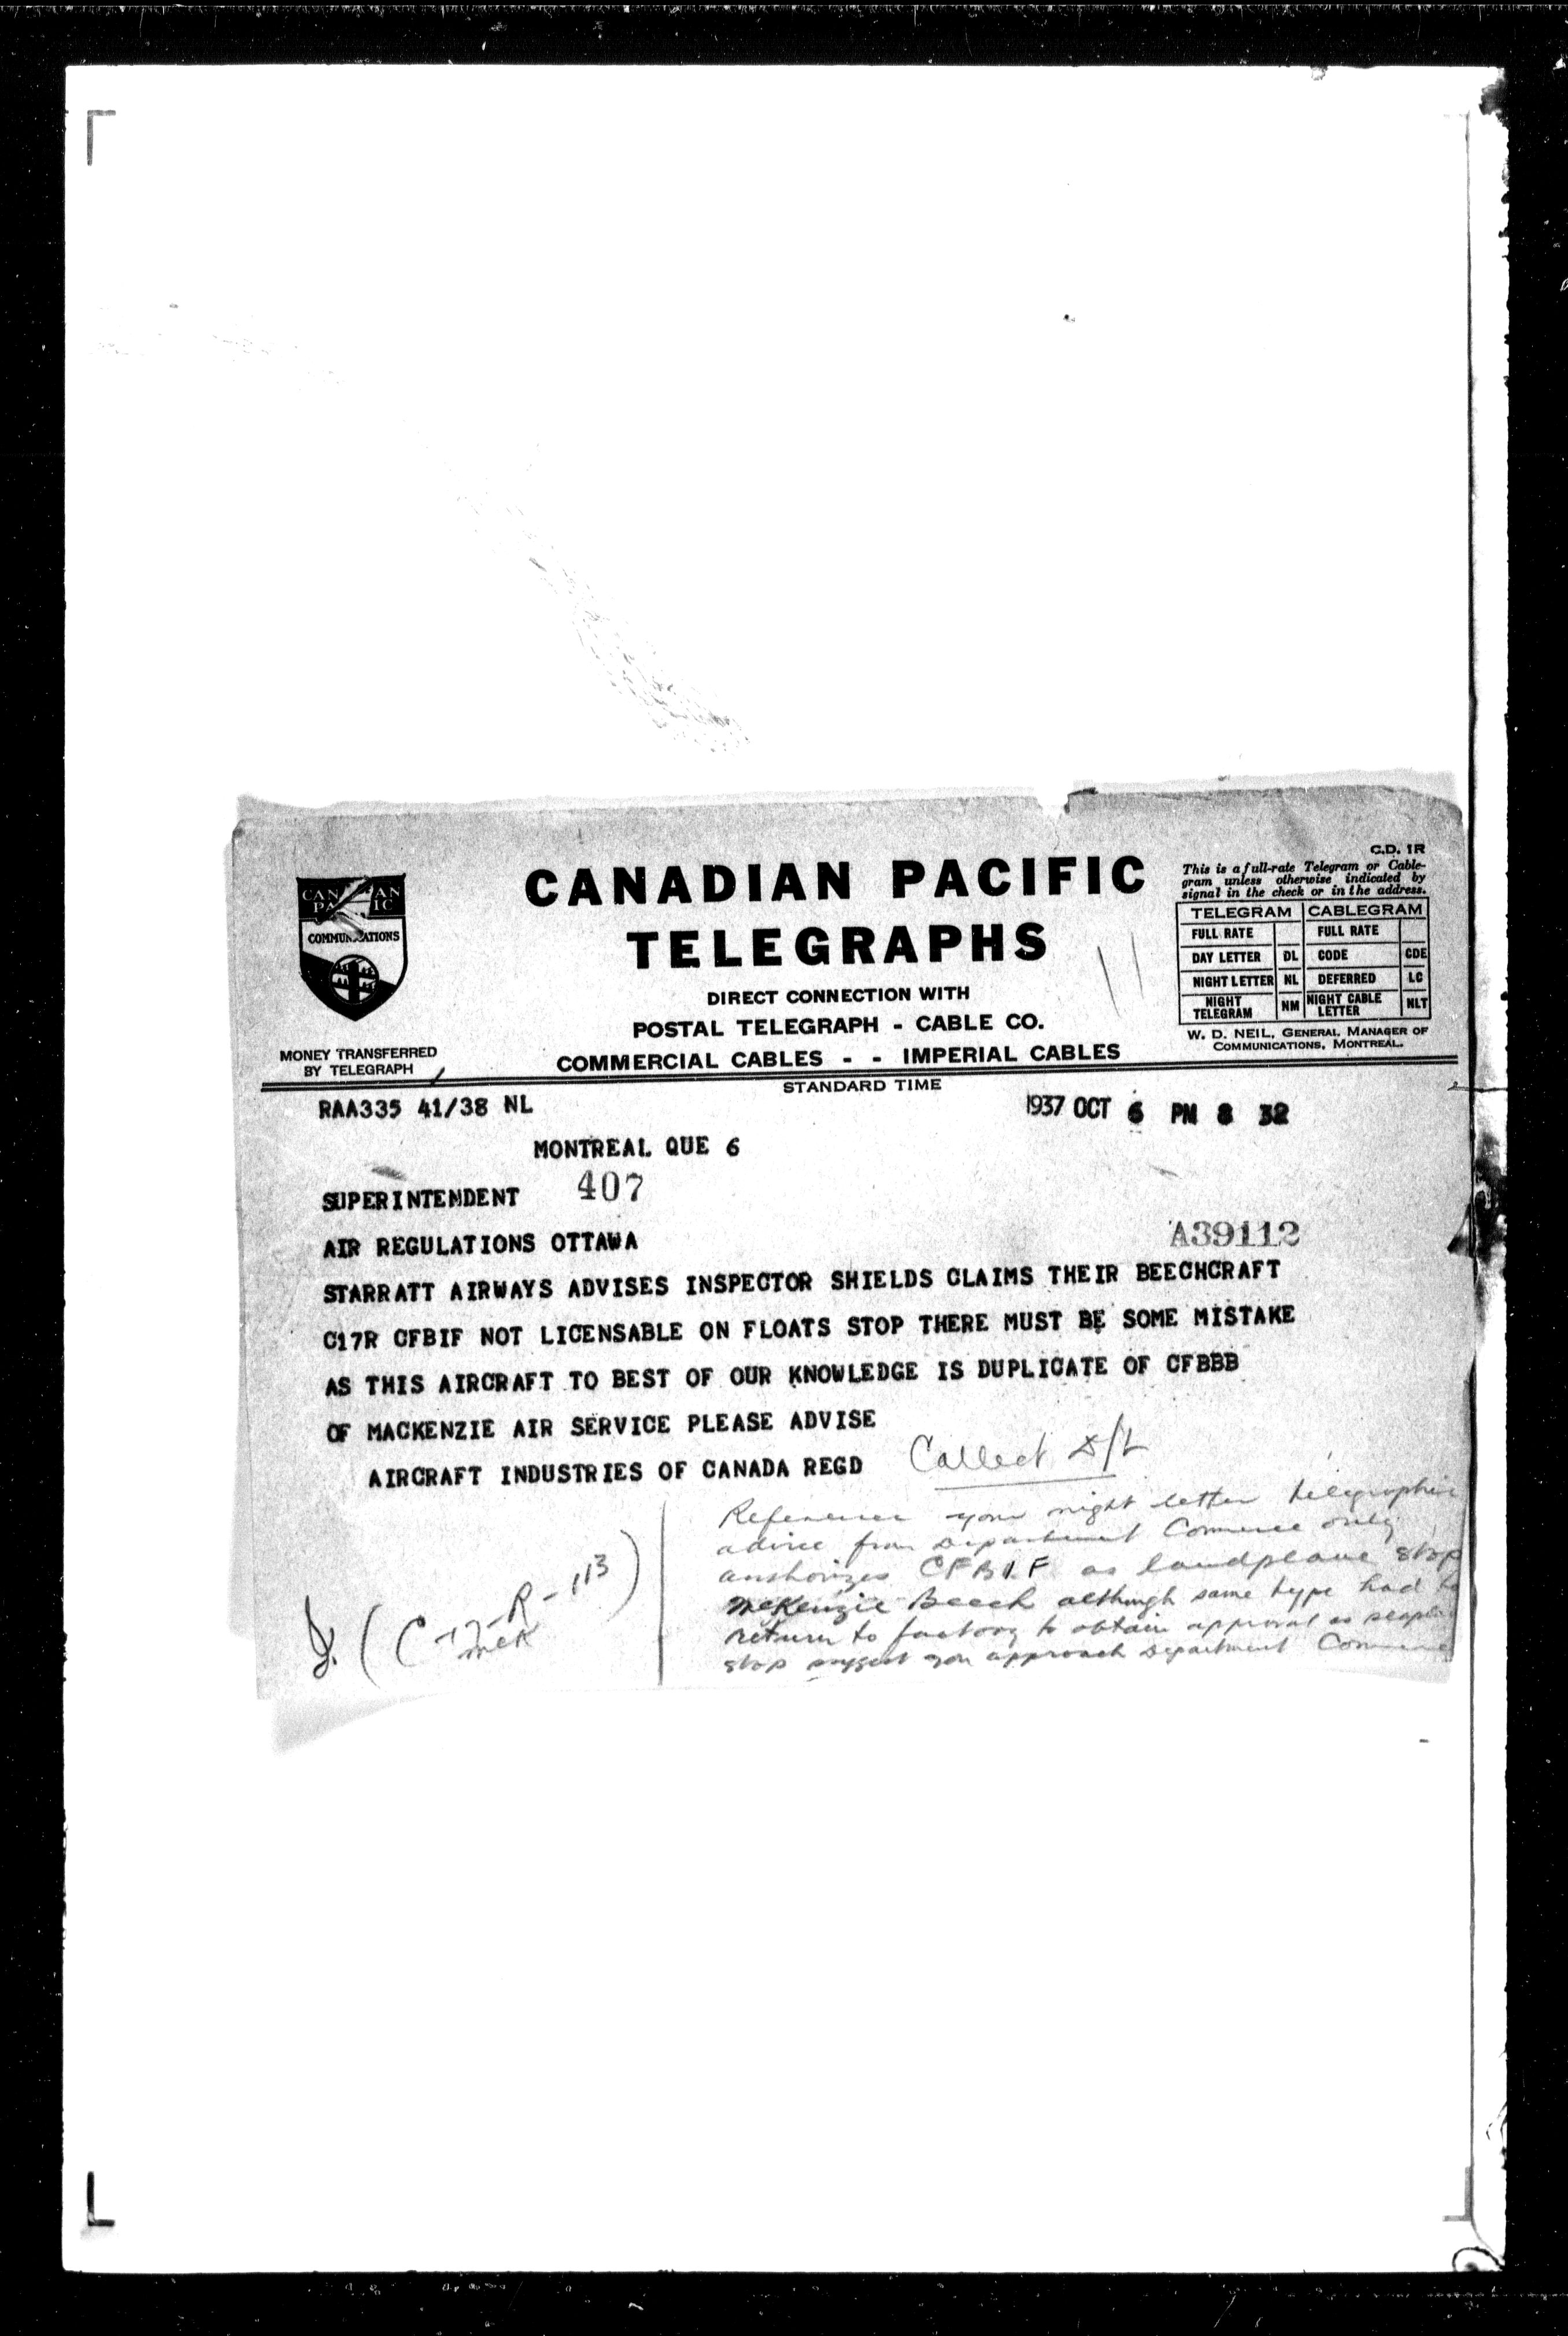 C.D. 1R
CANADIAN PACIFIC
TELEGRAPHS
DIRECT CONNECTION WITH
POSTAL TELEGRAPH - CABLE CO.
COMMERCIAL CABLES - - IMPERIAL CABLES
COMMUNICATIONS
MONEY TRANSFERRED
BY TELEGRAPH
This is a full-rate Telegram or Cable-
gram unless otherwise indicated by
signal in the check or in the address.
TELEGRAM CABLEGRAM
FULL RATE FULL RATE
DAY LETTER DL CODE CDE
NIGHT LETTER NL DEFERRED LC
NIGHT TELEGRAM NM NIGHT CABLE LETTER NLT
W. D. NEIL, GENERAL MANAGER OF
COMMUNICATIONS, MONTREAL.
STANDARD TIME
RAA335 41/38 NL 1937 OCT 6 PM 8 32
MONTREAL QUE 6
SUPERINTENDENT 407
AIR REGULATIONS OTTAWA A39112
STARRATT AIRWAYS ADVISES INSPECTOR SHIELDS CLAIMS THEIR BEECHCRAFT
C17R CFBIF NOT LICENSABLE ON FLOATS STOP THERE MUST BE SOME MISTAKE
AS THIS AIRCRAFT TO BEST OF OUR KNOWLEDGE IS DUPLICATE OF CFBBB
OF MACKENZIE AIR SERVICE PLEASE ADVISE
AIRCRAFT INDUSTRIES OF CANADA REGD
Collect D/L
Reference your night letter telegraphic
advice from Department Commerce only
authorizes CFBIF as landplane stop
McKenzie Beech although same type had to
return to factory to obtain approval as
stop suggest you approach Department Commerce
(C-17-R-113)